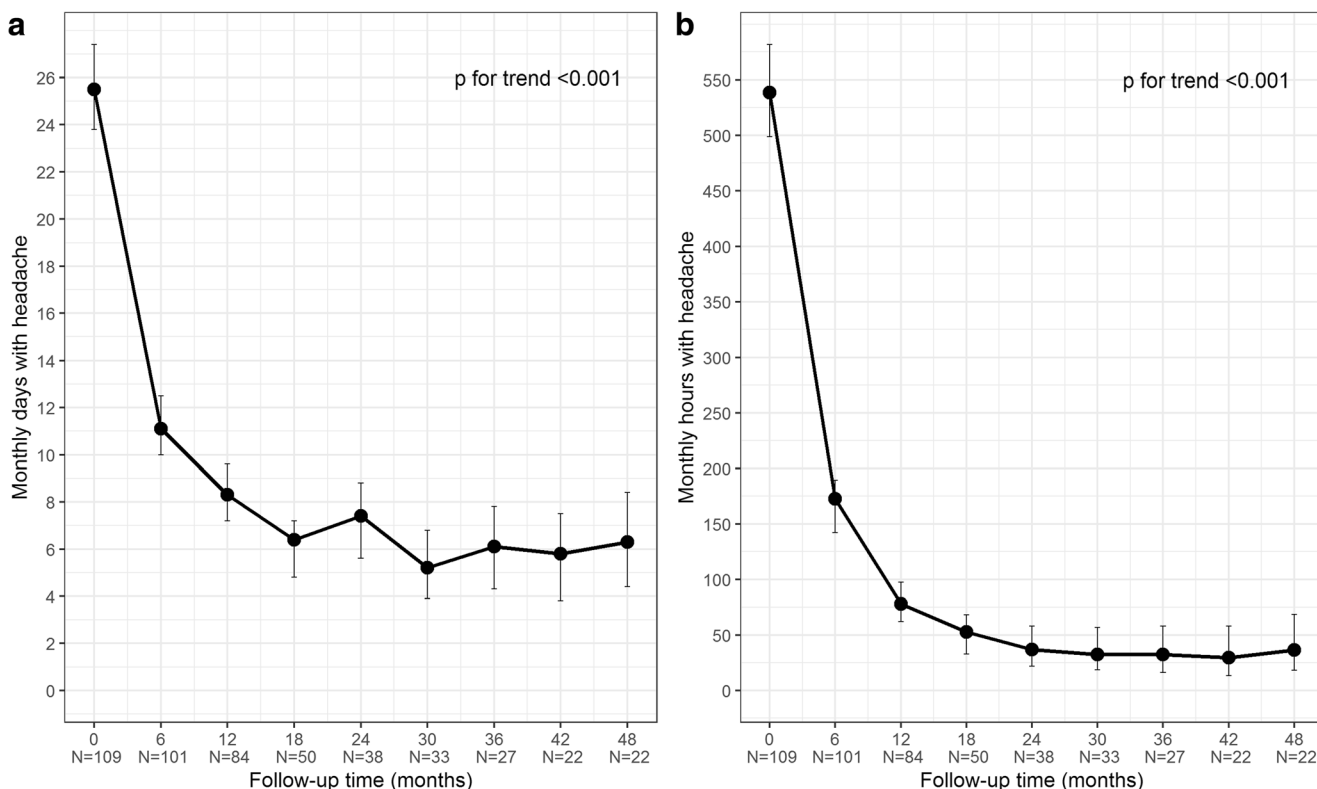 a
p for trend <0.001
Monthly days with headache
26
24
22
20
18
16
14
12
10
8
6
4
2
0
0 6 12 18 24 30 36 42 48
N=109 N=101 N=84 N=50 N=38 N=33 N=27 N=22 N=22
Follow-up time (months)
b
p for trend <0.001
Monthly hours with headache
550
500
450
400
350
300
250
200
150
100
50
0
0 6 12 18 24 30 36 42 48
N=109 N=101 N=84 N=50 N=38 N=33 N=27 N=22 N=22
Follow-up time (months)